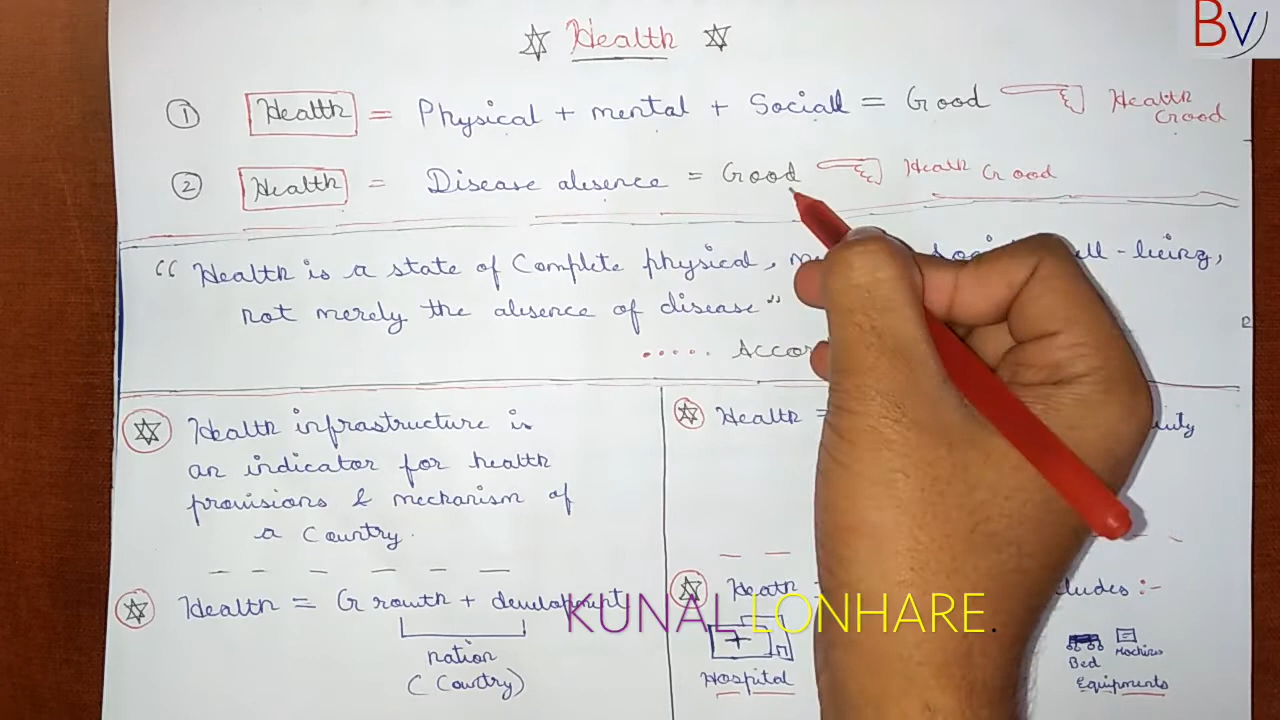 BV
Health
① Health = Physical + mental + Social = Good Health Good
② Health = Disease absence = Good Health Good
“ Health is a state of Complete physical,
not merely the absence of disease ”
..... Accor
Health infrastructure is
an indicator for health
provisions & mechanism of
a Country.
Health = Growth + development
nation
(Country)
Health =
Heath
cludes :-
Hospital
Bed
Machines
Equipments
KUNAL LONHARE.